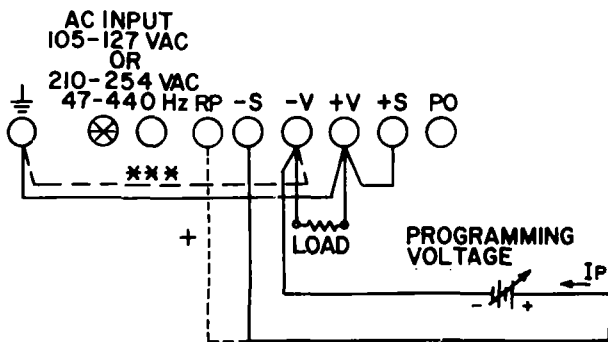 AC INPUT
105-127 VAC
OR
210-254 VAC
47-440 Hz RP -S -V +V +S PO
***
+
LOAD
PROGRAMMING
VOLTAGE
IP
- +